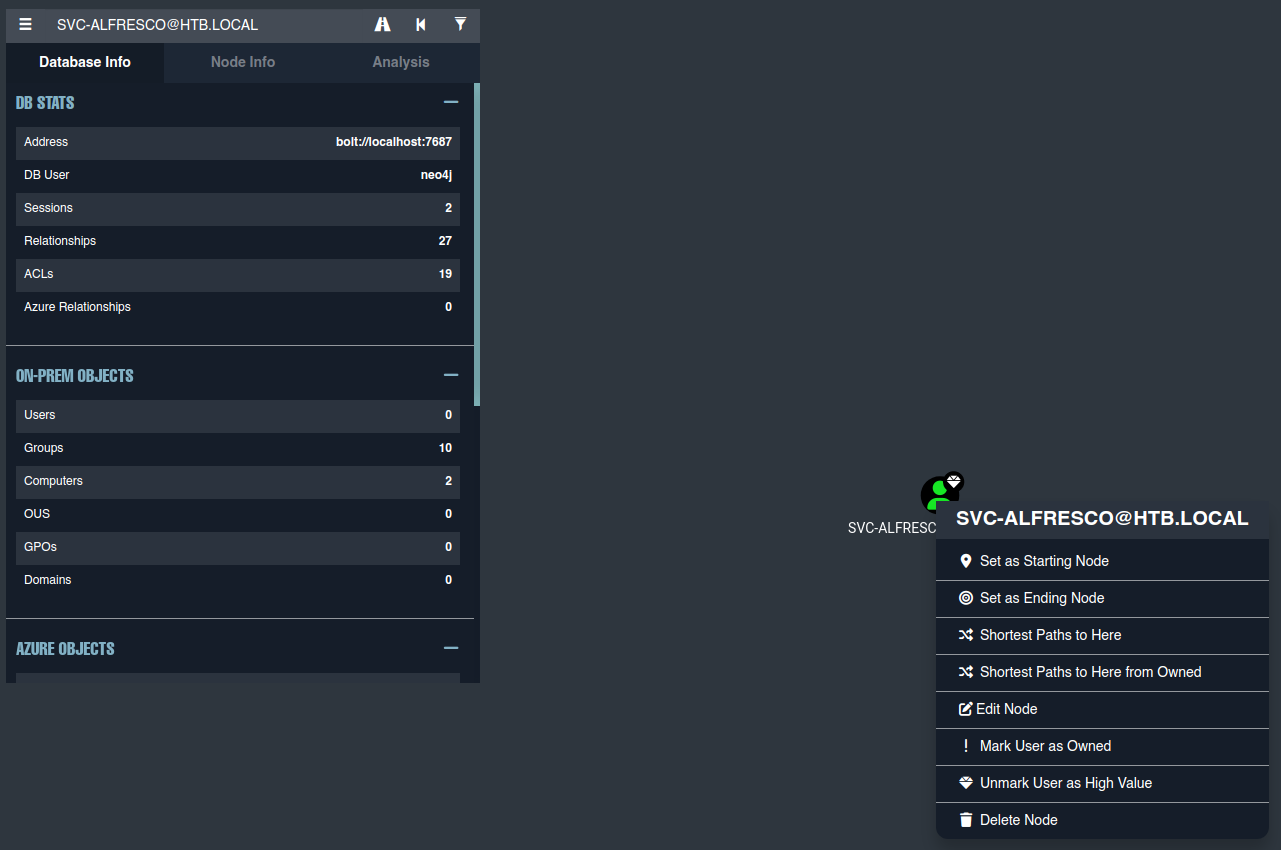 SVC-ALFRESCO@HTB.LOCAL
Database Info
Node Info
Analysis
DB STATS
Address bolt://localhost:7687
DB User neo4j
Sessions 2
Relationships 27
ACLs 19
Azure Relationships 0
ON-PREM OBJECTS
Users 0
Groups 10
Computers 2
OUS 0
GPOs 0
Domains 0
AZURE OBJECTS
SVC-ALFRESC
SVC-ALFRESCO@HTB.LOCAL
Set as Starting Node
Set as Ending Node
Shortest Paths to Here
Shortest Paths to Here from Owned
Edit Node
Mark User as Owned
Unmark User as High Value
Delete Node